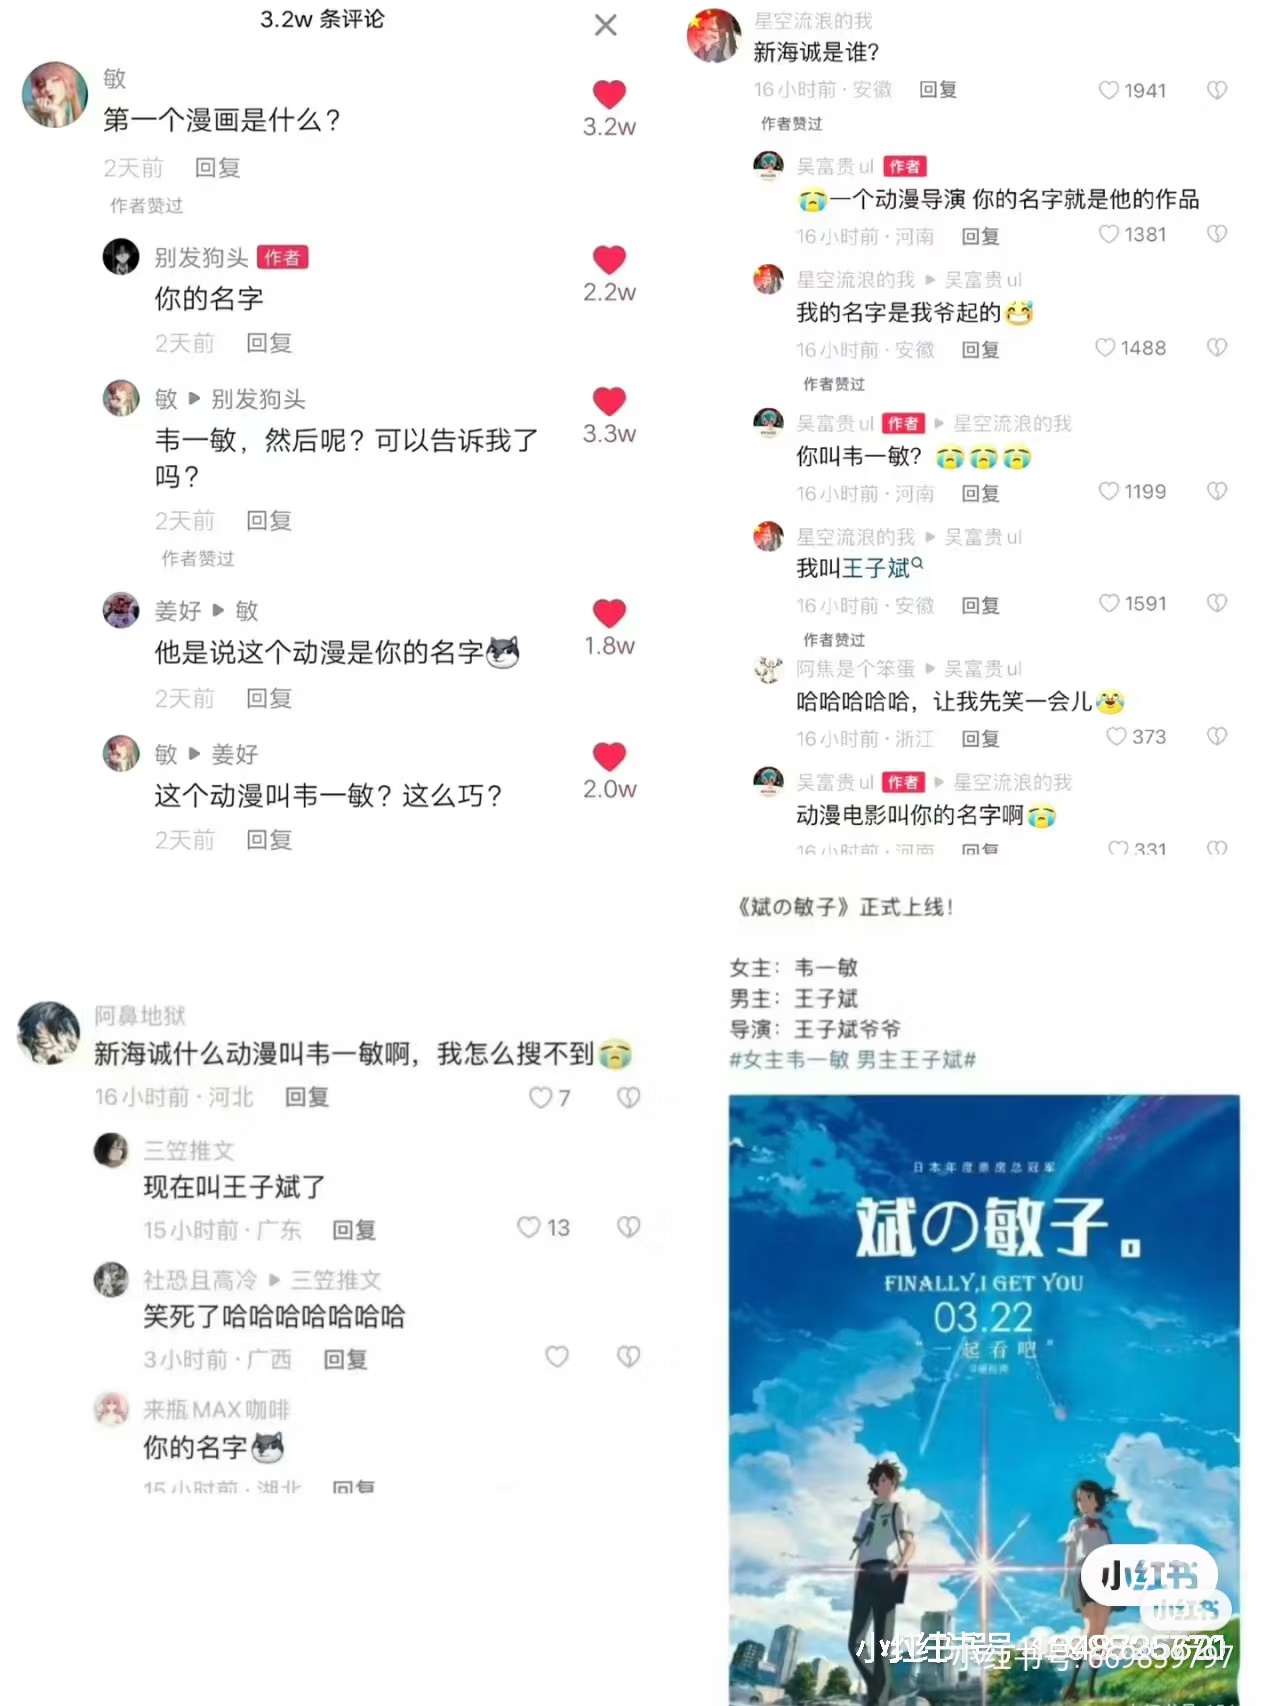 3.2w 条评论
敏
第一个漫画是什么？
3.2w
2天前 回复
作者赞过
别发狗头 作者
你的名字
2.2w
2天前 回复
敏 ▶ 别发狗头
韦一敏，然后呢？可以告诉我了
吗？
3.3w
2天前 回复
作者赞过
姜好 ▶ 敏
他是说这个动漫是你的名字
1.8w
2天前 回复
敏 ▶ 姜好
这个动漫叫韦一敏？这么巧？
2.0w
2天前 回复
星空流浪的我
新海诚是谁？
16小时前·安徽 回复 1941
作者赞过
吴富贵ul 作者
😭一个动漫导演 你的名字就是他的作品
16小时前·河南 回复 1381
星空流浪的我 ▶ 吴富贵ul
我的名字是我爷起的😅
16小时前·安徽 回复 1488
作者赞过
吴富贵ul 作者 ▶ 星空流浪的我
你叫韦一敏？😭😭😭
16小时前·河南 回复 1199
星空流浪的我 ▶ 吴富贵ul
我叫王子斌
16小时前·安徽 回复 1591
作者赞过
阿焦是个笨蛋 ▶ 吴富贵ul
哈哈哈哈哈，让我先笑一会儿😂
16小时前·浙江 回复 373
吴富贵ul 作者 ▶ 星空流浪的我
动漫电影叫你的名字啊😭
16小时前·河南 回复 331
阿鼻地狱
新海诚什么动漫叫韦一敏啊，我怎么搜不到😭
16小时前·河北 回复 7
三笠推文
现在叫王子斌了
15小时前·广东 回复 13
社恐且高冷 ▶ 三笠推文
笑死了哈哈哈哈哈哈哈
3小时前·广西 回复
来瓶MAX咖啡
你的名字
15小时前·湖北 回复
《斌の敏子》正式上线！
女主：韦一敏
男主：王子斌
导演：王子斌爷爷
#女主韦一敏 男主王子斌#
日本年度票房总冠军
斌の敏子。
FINALLY,I GET YOU
03.22
“一起看吧”
小红书
小红书
小红书号:669839797